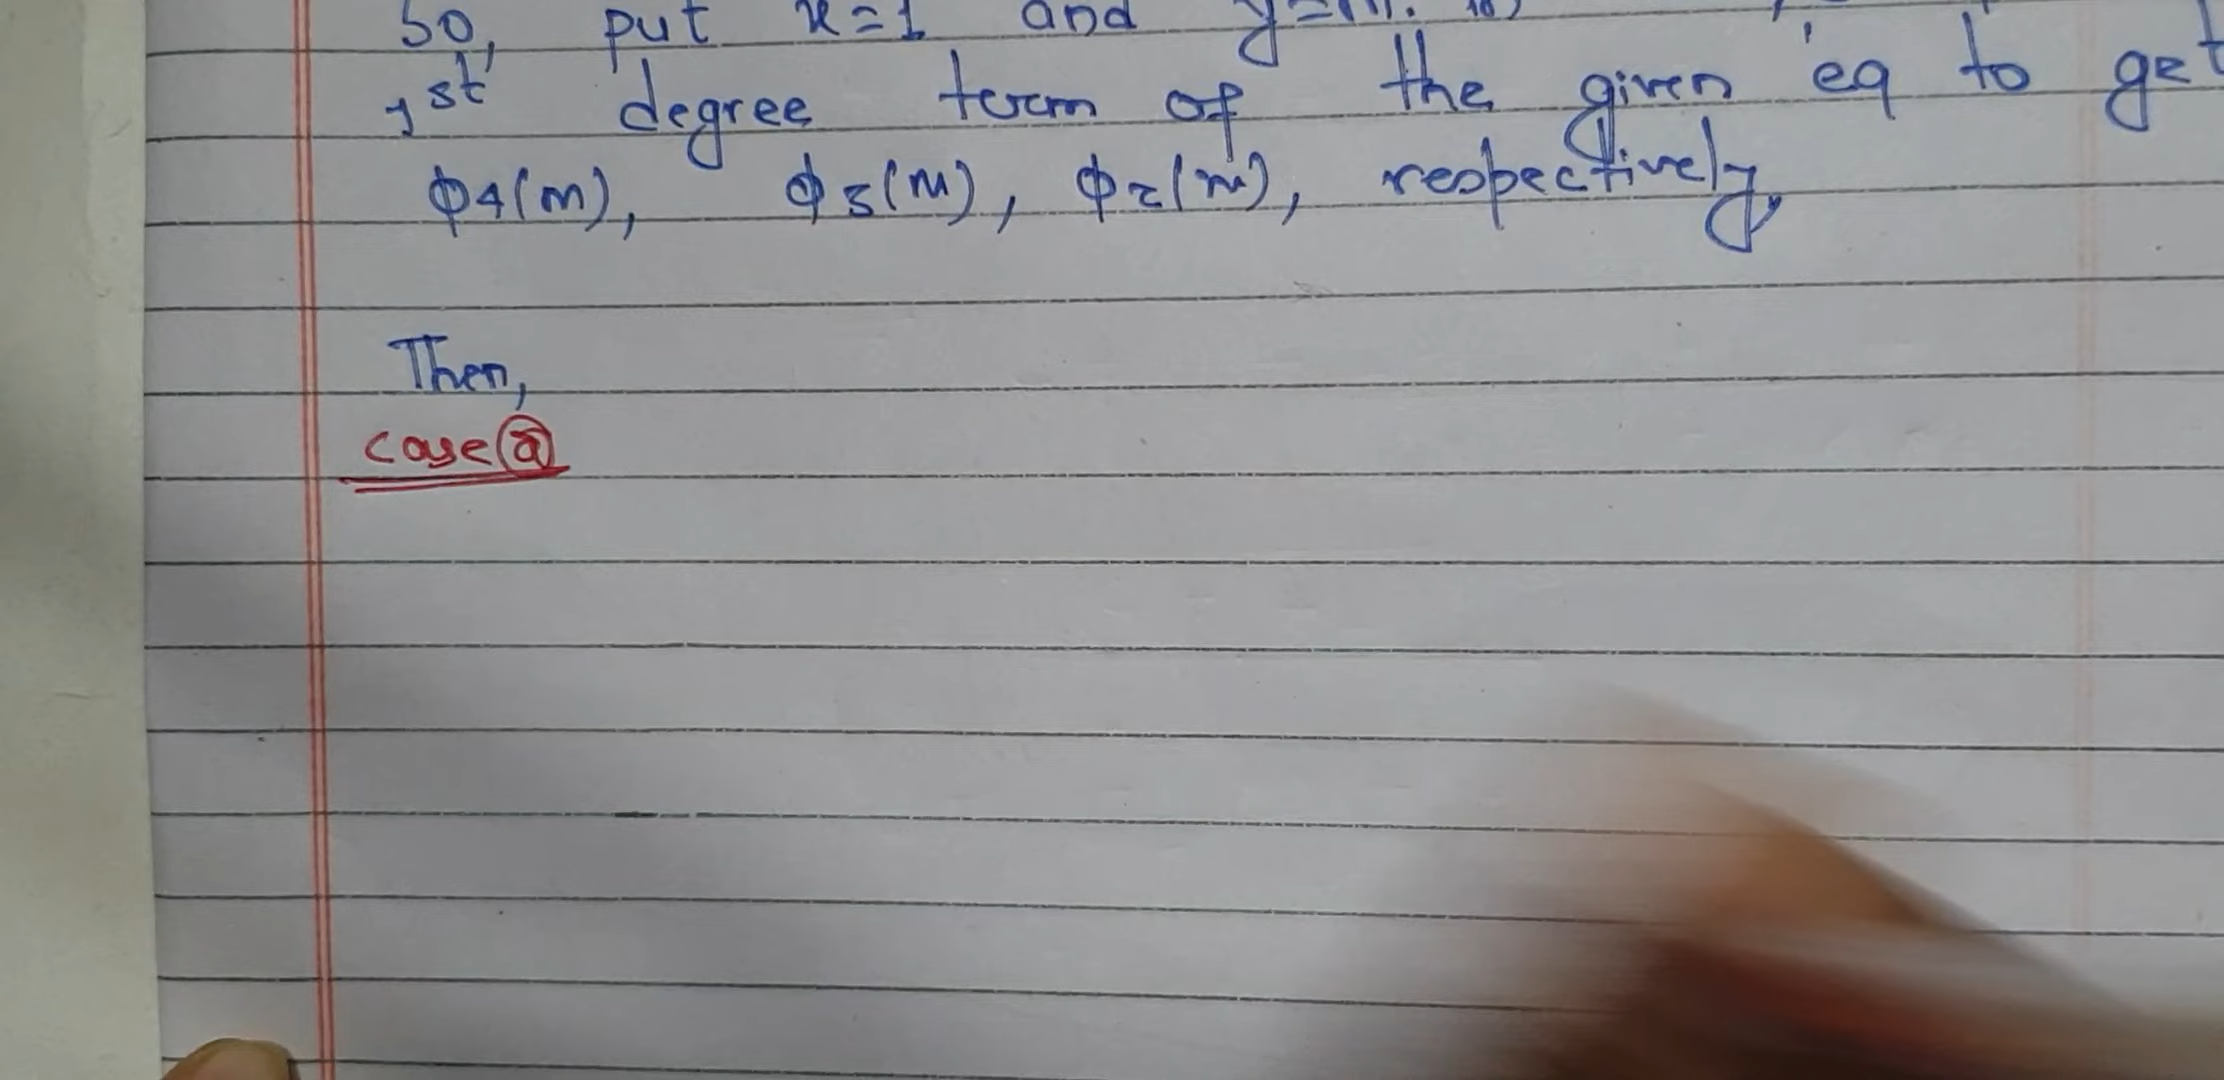 So, put x=1 and y=m. in
1st degree term of the given eq to get
ϕ4(m), ϕ3(m), ϕ2(m), respectively
Then,
case ⓐ